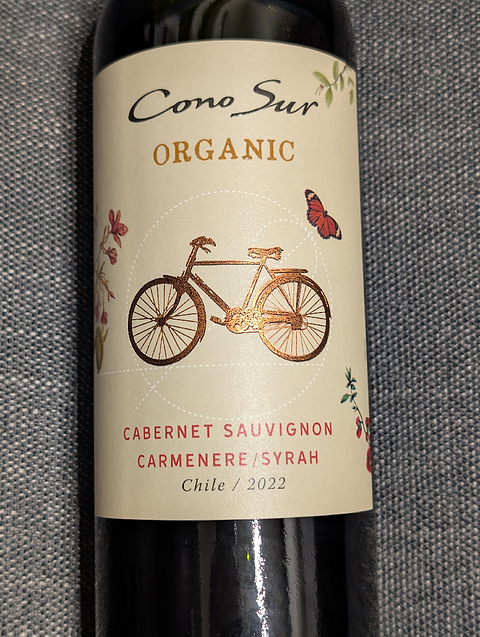 Cono Sur
ORGANIC
CABERNET SAUVIGNON
CARMENERE/SYRAH
Chile / 2022